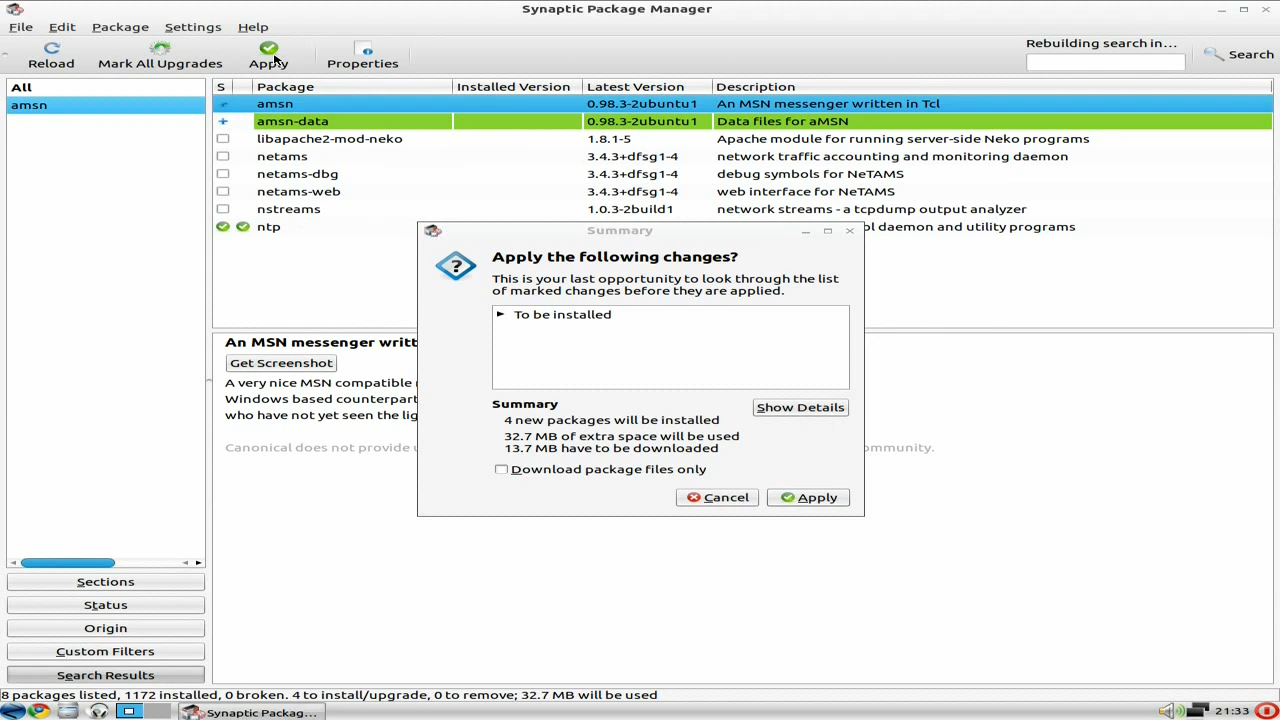 Synaptic Package Manager
File Edit Package Settings Help
Reload Mark All Upgrades Apply Properties
Rebuilding search in...
Search
All
amsn
S Package Installed Version Latest Version Description
amsn 0.98.3-2ubuntu1 An MSN messenger written in Tcl
amsn-data 0.98.3-2ubuntu1 Data files for aMSN
libapache2-mod-neko 1.8.1-5 Apache module for running server-side Neko programs
netams 3.4.3+dfsg1-4 network traffic accounting and monitoring daemon
netams-dbg 3.4.3+dfsg1-4 debug symbols for NeTAMS
netams-web 3.4.3+dfsg1-4 web interface for NeTAMS
nstreams 1.0.3-2build1 network streams - a tcpdump output analyzer
ntp ol daemon and utility programs
Summary
Apply the following changes?
This is your last opportunity to look through the list
of marked changes before they are applied.
To be installed
Summary
Show Details
4 new packages will be installed
32.7 MB of extra space will be used
13.7 MB have to be downloaded
Download package files only
Cancel Apply
An MSN messenger writt
Get Screenshot
A very nice MSN compatible
Windows based counterpart
who have not yet seen the lig
Canonical does not provide ommunity.
Sections
Status
Origin
Custom Filters
Search Results
8 packages listed, 1172 installed, 0 broken. 4 to install/upgrade, 0 to remove; 32.7 MB will be used
Synaptic Packag...
21:33